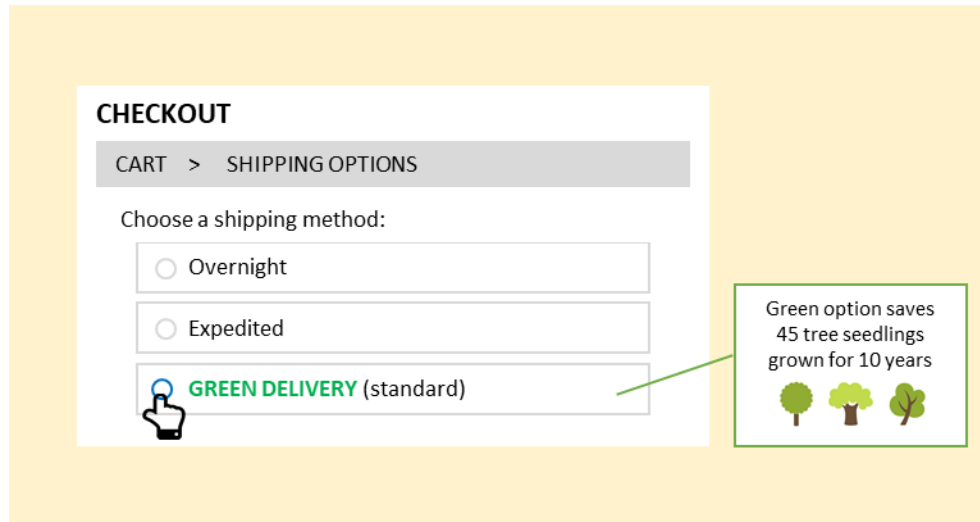 CHECKOUT
CART > SHIPPING OPTIONS
Choose a shipping method:
Overnight
Expedited
GREEN DELIVERY (standard)
Green option saves
45 tree seedlings
grown for 10 years